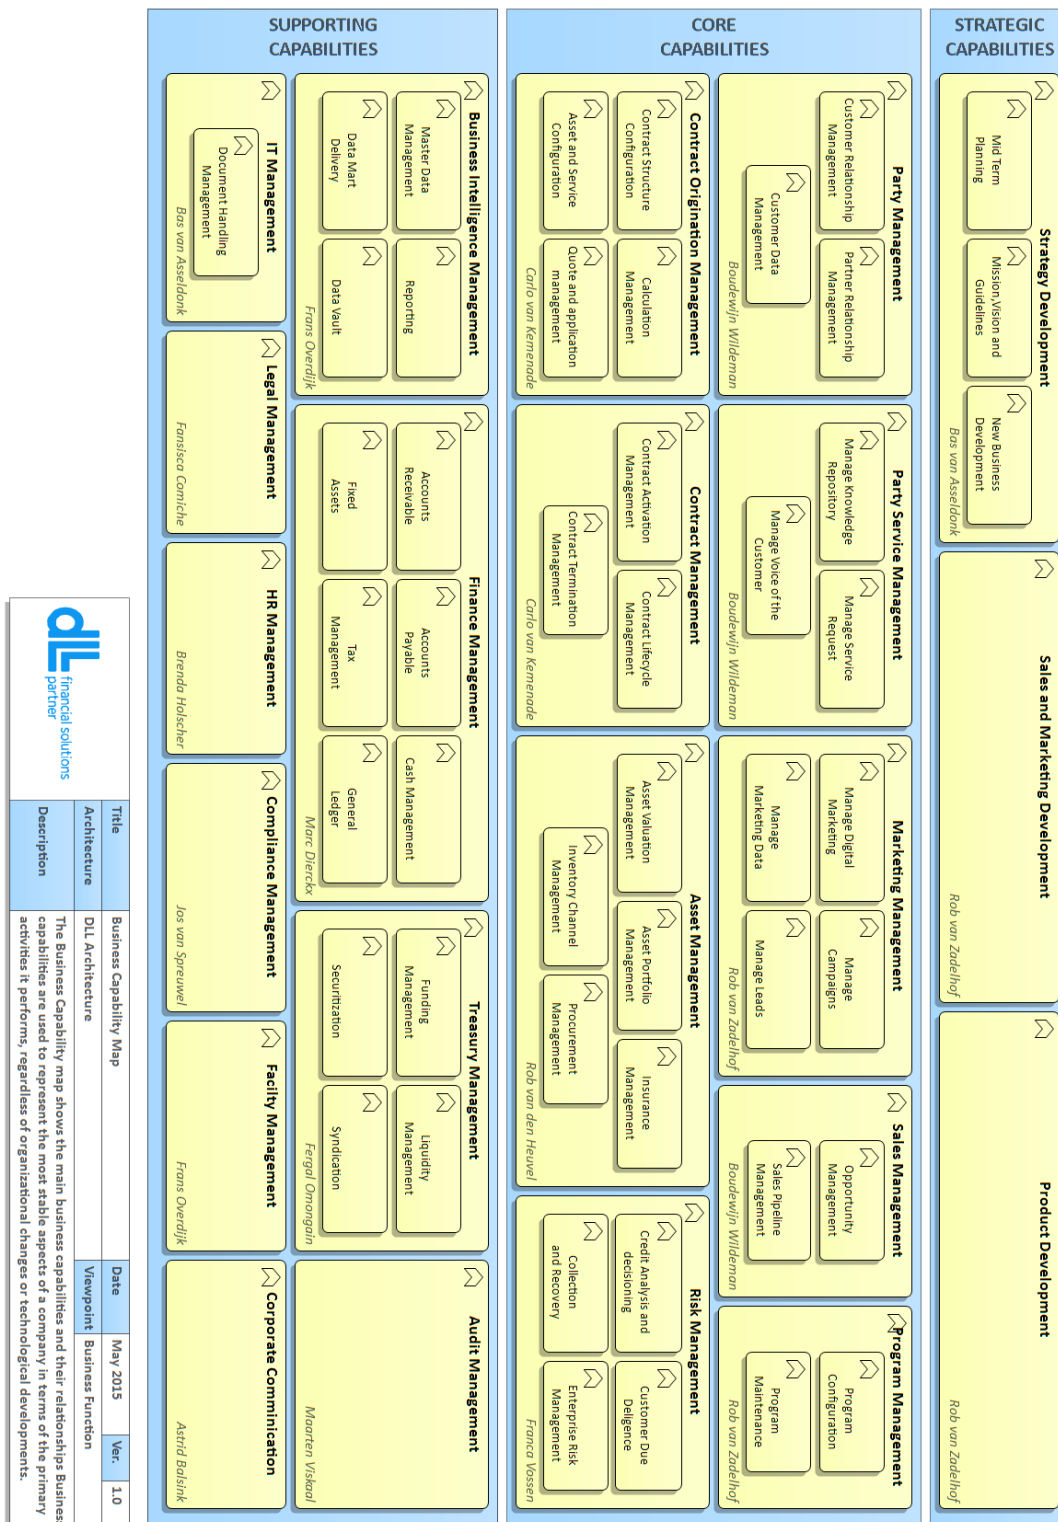 STRATEGIC
CAPABILITIES
Strategy Development
Mid Term
Planning
Mission,Vision and
Guidelines
New Business
Development
Bas van Asseldonk
Sales and Marketing Development
Rob van Zadelhof
Product Development
Rob van Zadelhof
CORE
CAPABILITIES
Party Management
Customer Relationship
Management
Partner Relationship
Management
Customer Data
Management
Boudewijn Wildeman
Party Service Management
Manage Knowledge
Repository
Manage Service
Request
Manage Voice of the
Customer
Boudewijn Wildeman
Marketing Management
Manage Digital
Marketing
Manage
Campaigns
Manage
Marketing Data
Manage Leads
Rob van Zadelhof
Sales Management
Opportunity
Management
Sales Pipeline
Management
Boudewijn Wildeman
Program Management
Program
Configuration
Program
Maintenance
Rob van Zadelhof
Contract Origination Management
Contract Structure
Configuration
Calculation
Management
Asset and Service
Configuration
Quote and application
management
Carlo van Kemenade
Contract Management
Contract Activation
Management
Contract Lifecycle
Management
Contract Termination
Management
Carlo van Kemenade
Asset Management
Asset Valuation
Management
Asset Portfolio
Management
Insurance
Management
Inventory Channel
Management
Procurement
Management
Rob van den Heuvel
Risk Management
Credit Analysis and
decisioning
Customer Due
Deligence
Collection
and Recovery
Enterprise Risk
Management
Franca Vossen
SUPPORTING
CAPABILITIES
Business Intelligence Management
Master Data
Management
Reporting
Data Mart
Delivery
Data Vault
Frans Overdijk
Finance Management
Accounts
Receivable
Accounts
Payable
Cash Management
Fixed
Assets
Tax
Management
General
Ledger
Marc Dierckx
Treasury Management
Funding
Management
Liquidity
Management
Securitization
Syndication
Fergal Omongain
Audit Management
Maarten Viskaal
IT Management
Document Handling
Management
Bas van Asseldonk
Legal Management
Fansisca Comiche
HR Management
Brenda Holscher
Compliance Management
Jos van Spreuwel
Facilty Management
Frans Overdijk
Corporate Comminication
Astrid Balsink
dLL financial solutions
partner
Title Business Capability Map Date May 2015 Ver. 1.0
Architecture DLL Architecture Viewpoint Business Function
Description The Business Capability map shows the main business capabilities and their relationships Business
capabilities are used to represent the most stable aspects of a company in terms of the primary
activities it performs, regardless of organizational changes or technological developments.